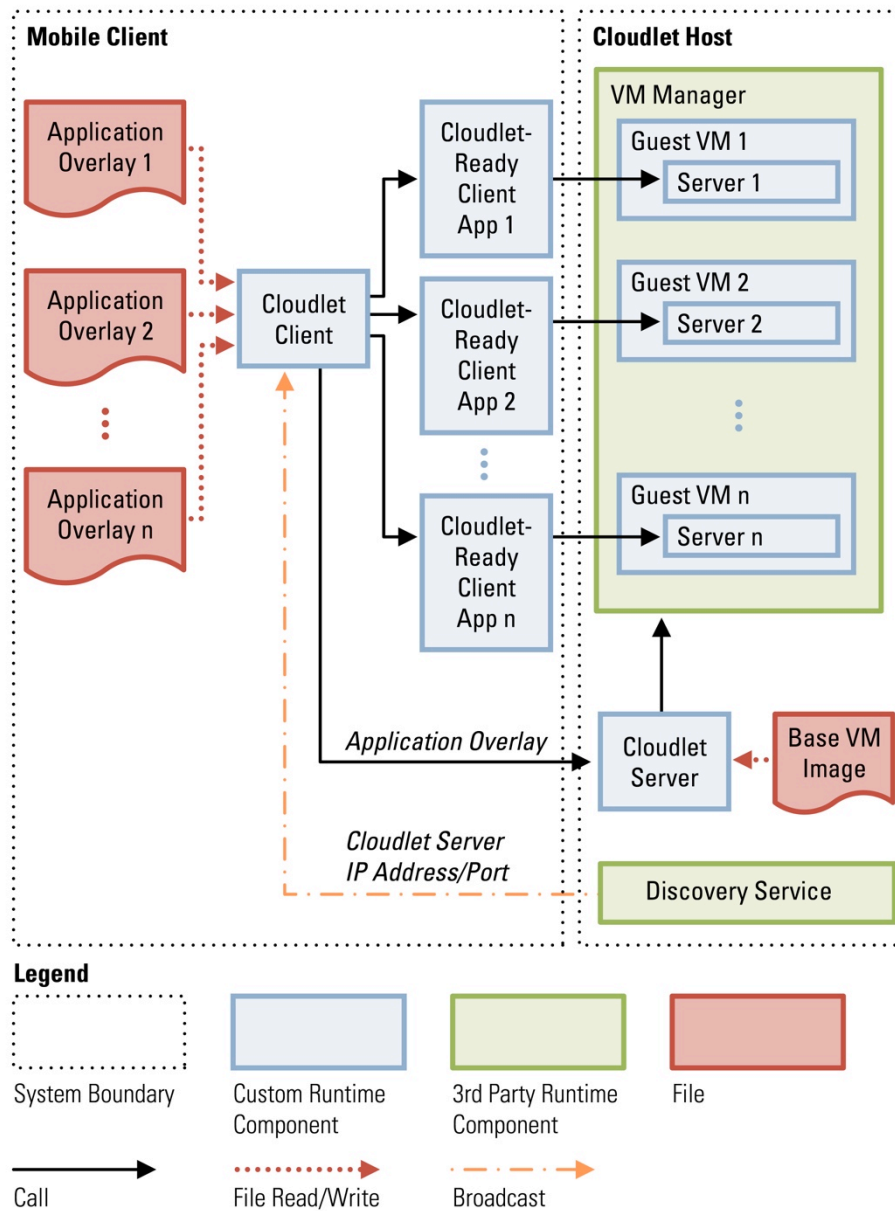 Mobile Client
Application
Overlay 1
Application
Overlay 2
Application
Overlay n
Cloudlet
Client
Cloudlet-
Ready
Client
App 1
Cloudlet-
Ready
Client
App 2
Cloudlet-
Ready
Client
App n
Application Overlay
Cloudlet Server
IP Address/Port
Cloudlet Host
VM Manager
Guest VM 1
Server 1
Guest VM 2
Server 2
Guest VM n
Server n
Cloudlet
Server
Base VM
Image
Discovery Service
Legend
System Boundary
Custom Runtime
Component
3rd Party Runtime
Component
File
Call
File Read/Write
Broadcast